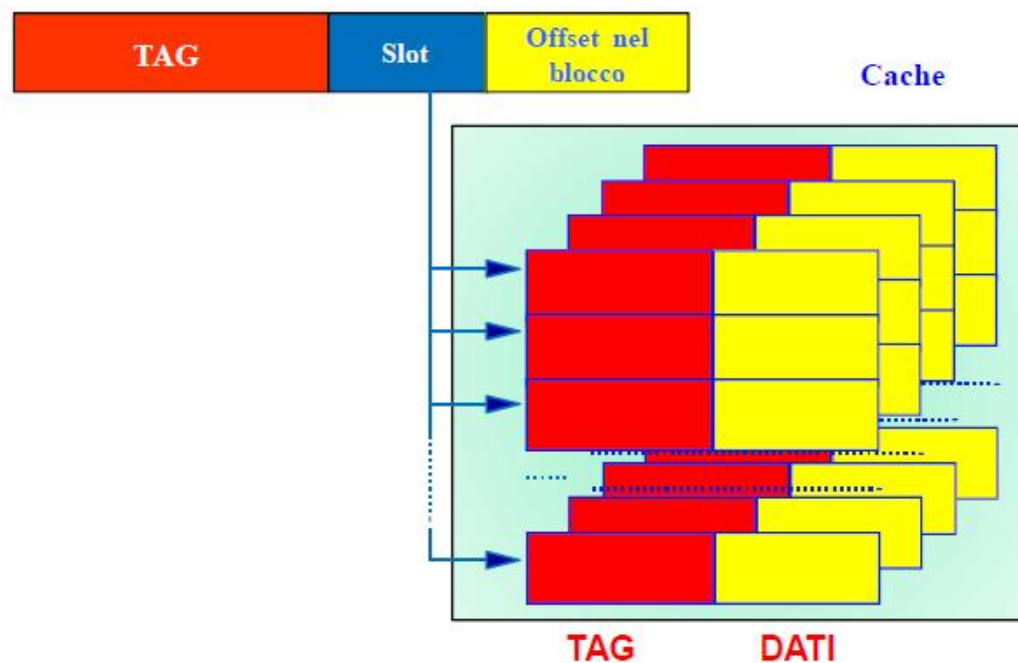 TAG
Slot
Offset nel
blocco
Cache
TAG
DATI